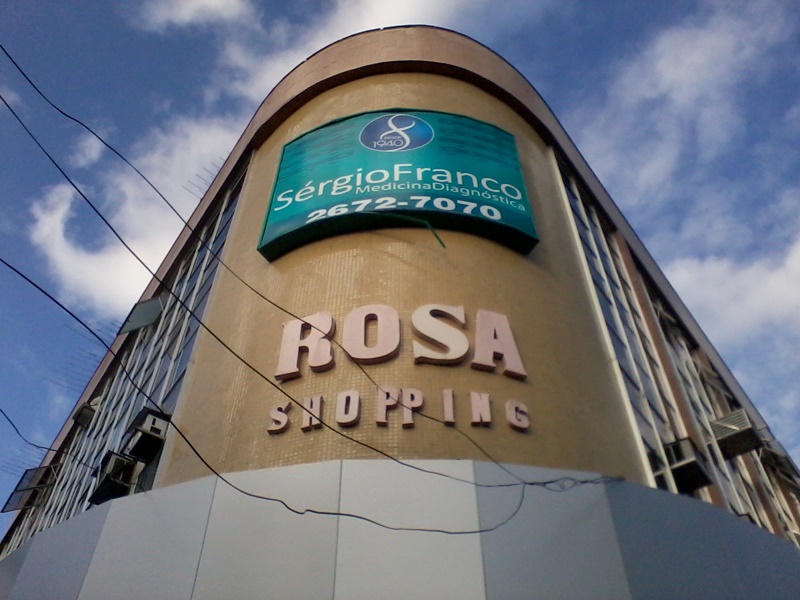 DESDE
1940
SérgioFranco
MedicinaDiagnóstica
2672-7070
ROSA
SHOPPING